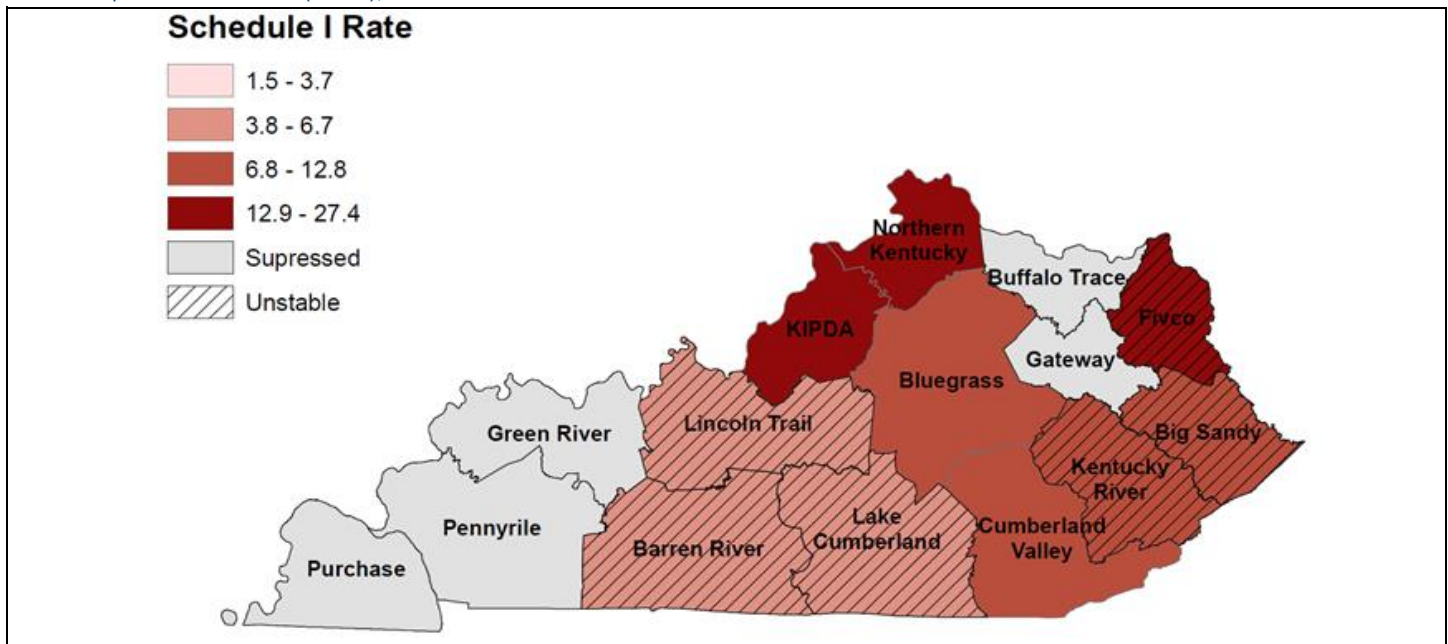 Schedule I Rate
1.5 - 3.7
3.8 - 6.7
6.8 - 12.8
12.9 - 27.4
Supressed
Unstable
Northern
Kentucky
Buffalo Trace
Fivco
KIPDA
Gateway
Bluegrass
Lincoln Trail
Green River
Big Sandy
Kentucky
River
Lake
Cumberland
Cumberland
Valley
Pennyrile
Barren River
Purchase